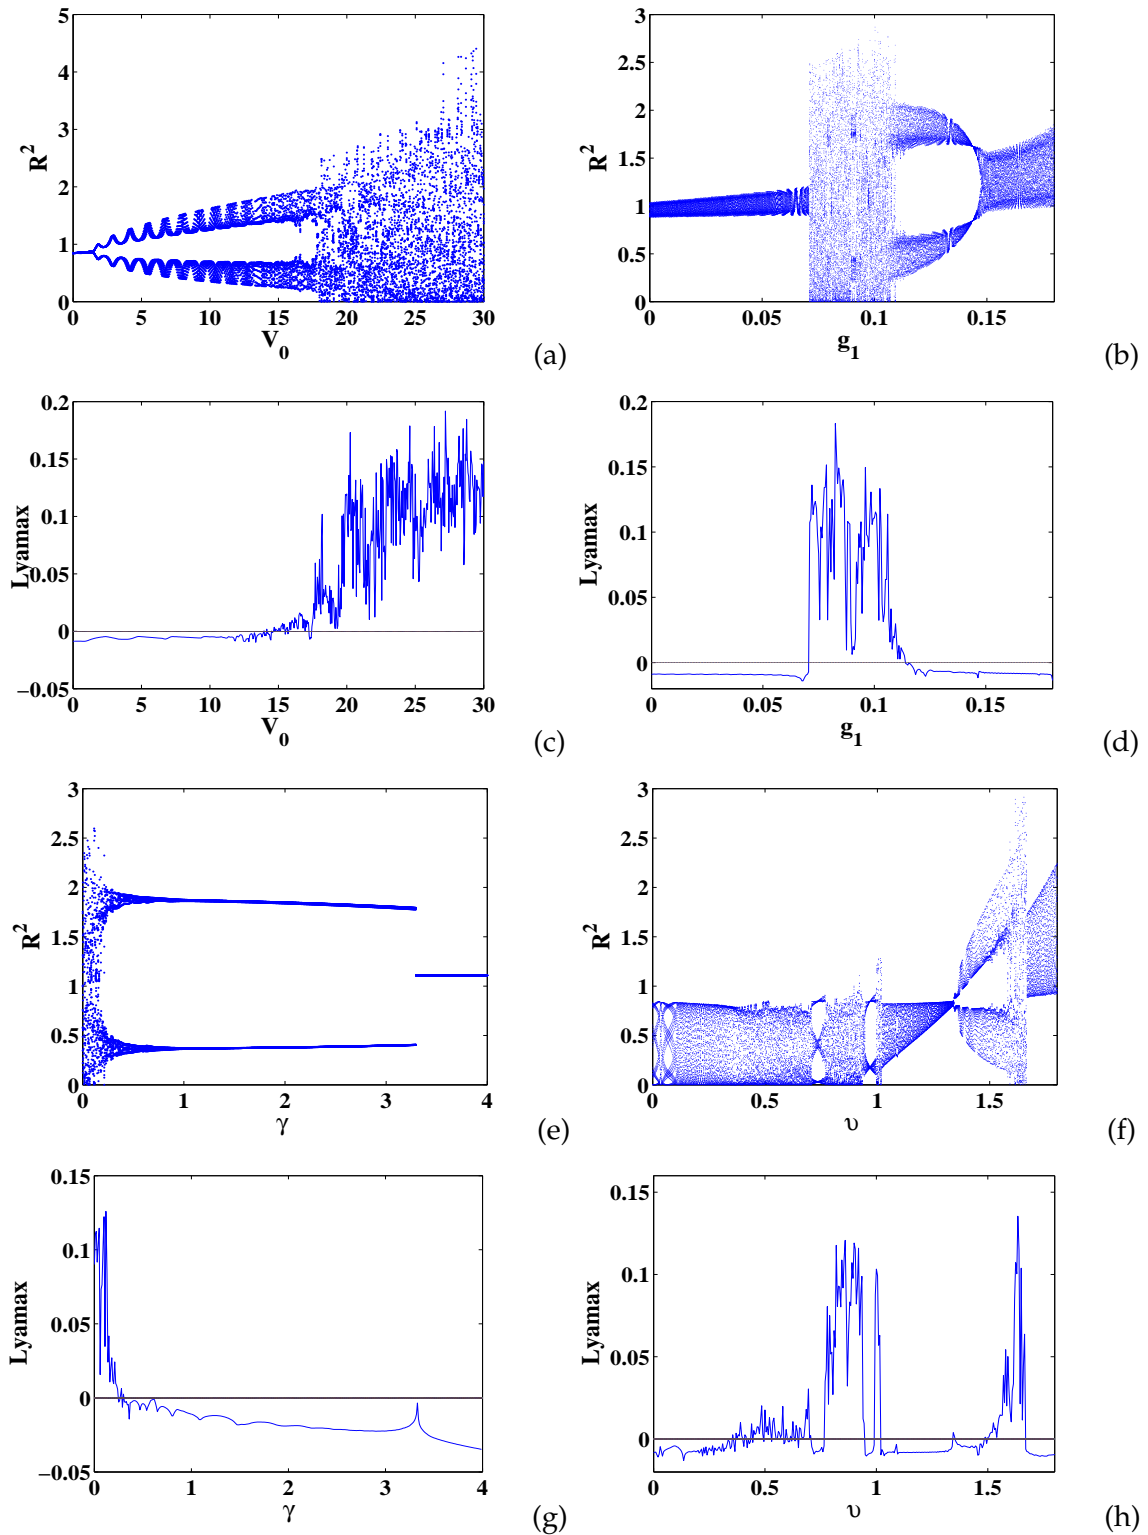 5
4
3
2
1
0
R²
0 5 10 15 20 25 30
V₀
(a)
3
2.5
2
1.5
1
0.5
0
R²
0 0.05 0.1 0.15
g₁
(b)
0.2
0.15
0.1
0.05
0
−0.05
Lyamax
0 5 10 15 20 25 30
V₀
(c)
0.2
0.15
0.1
0.05
0
Lyamax
0 0.05 0.1 0.15
g₁
(d)
3
2.5
2
1.5
1
0.5
0
R²
0 1 2 3 4
γ
(e)
3
2.5
2
1.5
1
0.5
0
R²
0 0.5 1 1.5
υ
(f)
0.15
0.1
0.05
0
−0.05
Lyamax
0 1 2 3 4
γ
(g)
0.15
0.1
0.05
0
Lyamax
0 0.5 1 1.5
υ
(h)